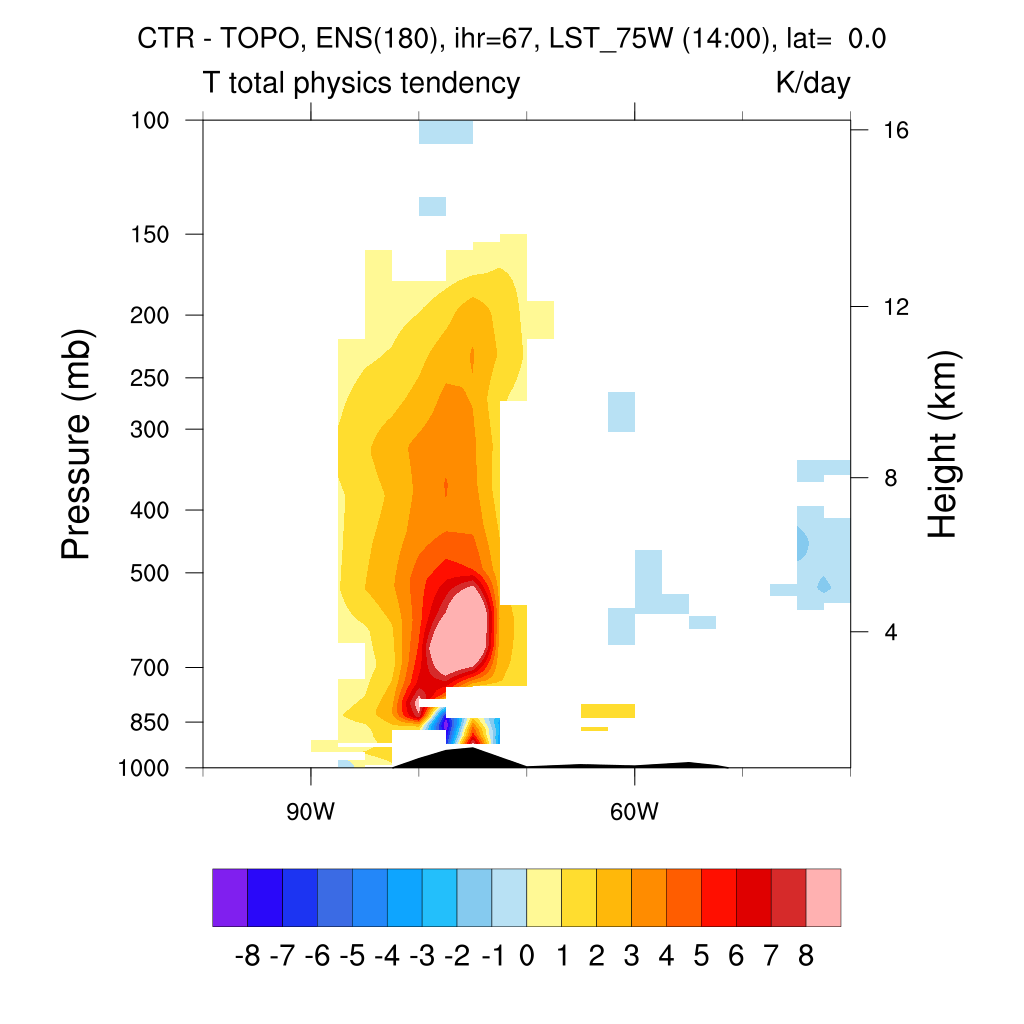 CTR - TOPO, ENS(180), ihr=67, LST_75W (14:00), lat=  0.0
T total physics tendency K/day
100
150
200
250
300
400
500
700
850
1000
Pressure (mb)
16
12
8
4
Height (km)
90W 60W
-8 -7 -6 -5 -4 -3 -2 -1 0 1 2 3 4 5 6 7 8